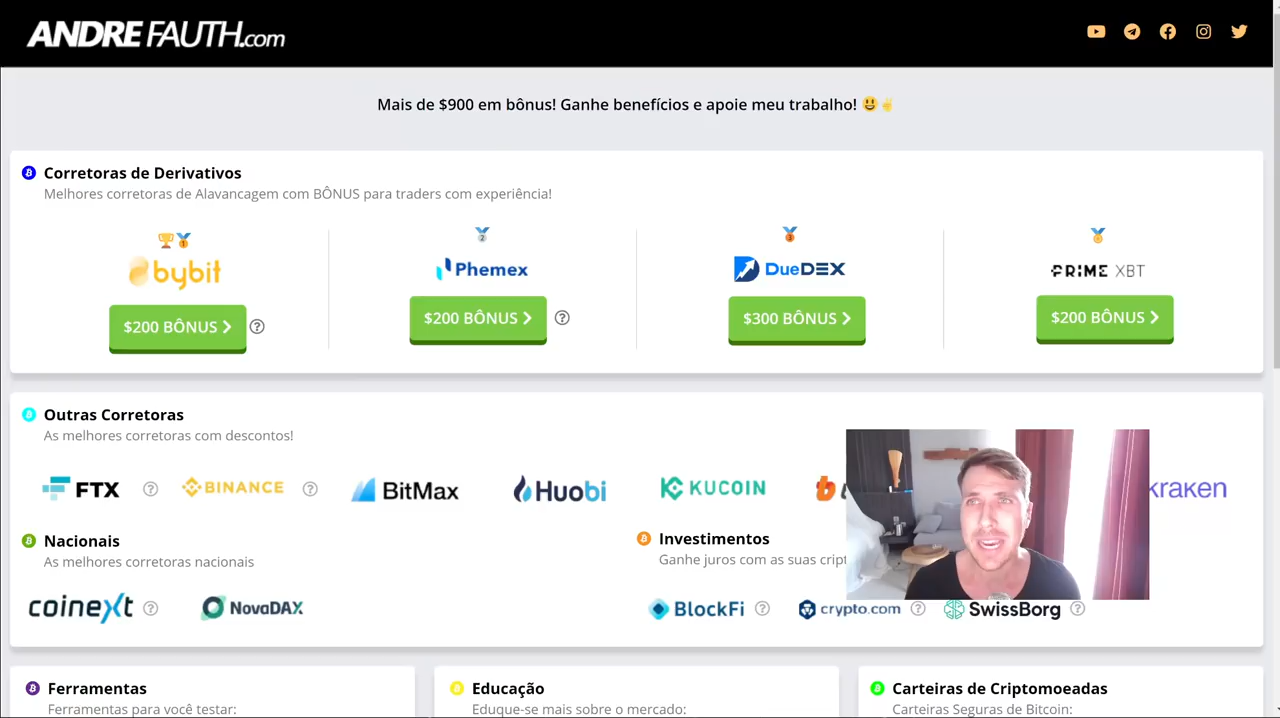 ANDRE FAUTH.com
Mais de $900 em bônus! Ganhe benefícios e apoie meu trabalho!
Corretoras de Derivativos
Melhores corretoras de Alavancagem com BÔNUS para traders com experiência!
bybit
Phemex
DueDEX
PRIME XBT
$200 BÔNUS
$200 BÔNUS
$300 BÔNUS
$200 BÔNUS
Outras Corretoras
As melhores corretoras com descontos!
FTX
BINANCE
BitMax
Huobi
KUCOIN
kraken
Nacionais
As melhores corretoras nacionais
Investimentos
Ganhe juros com as suas
coinext
NovaDAX
BlockFi
crypto.com
SwissBorg
Ferramentas
Ferramentas para você testar:
Educação
Eduque-se mais sobre o mercado:
Carteiras de Criptomoedas
Carteiras Seguras de Bitcoin: